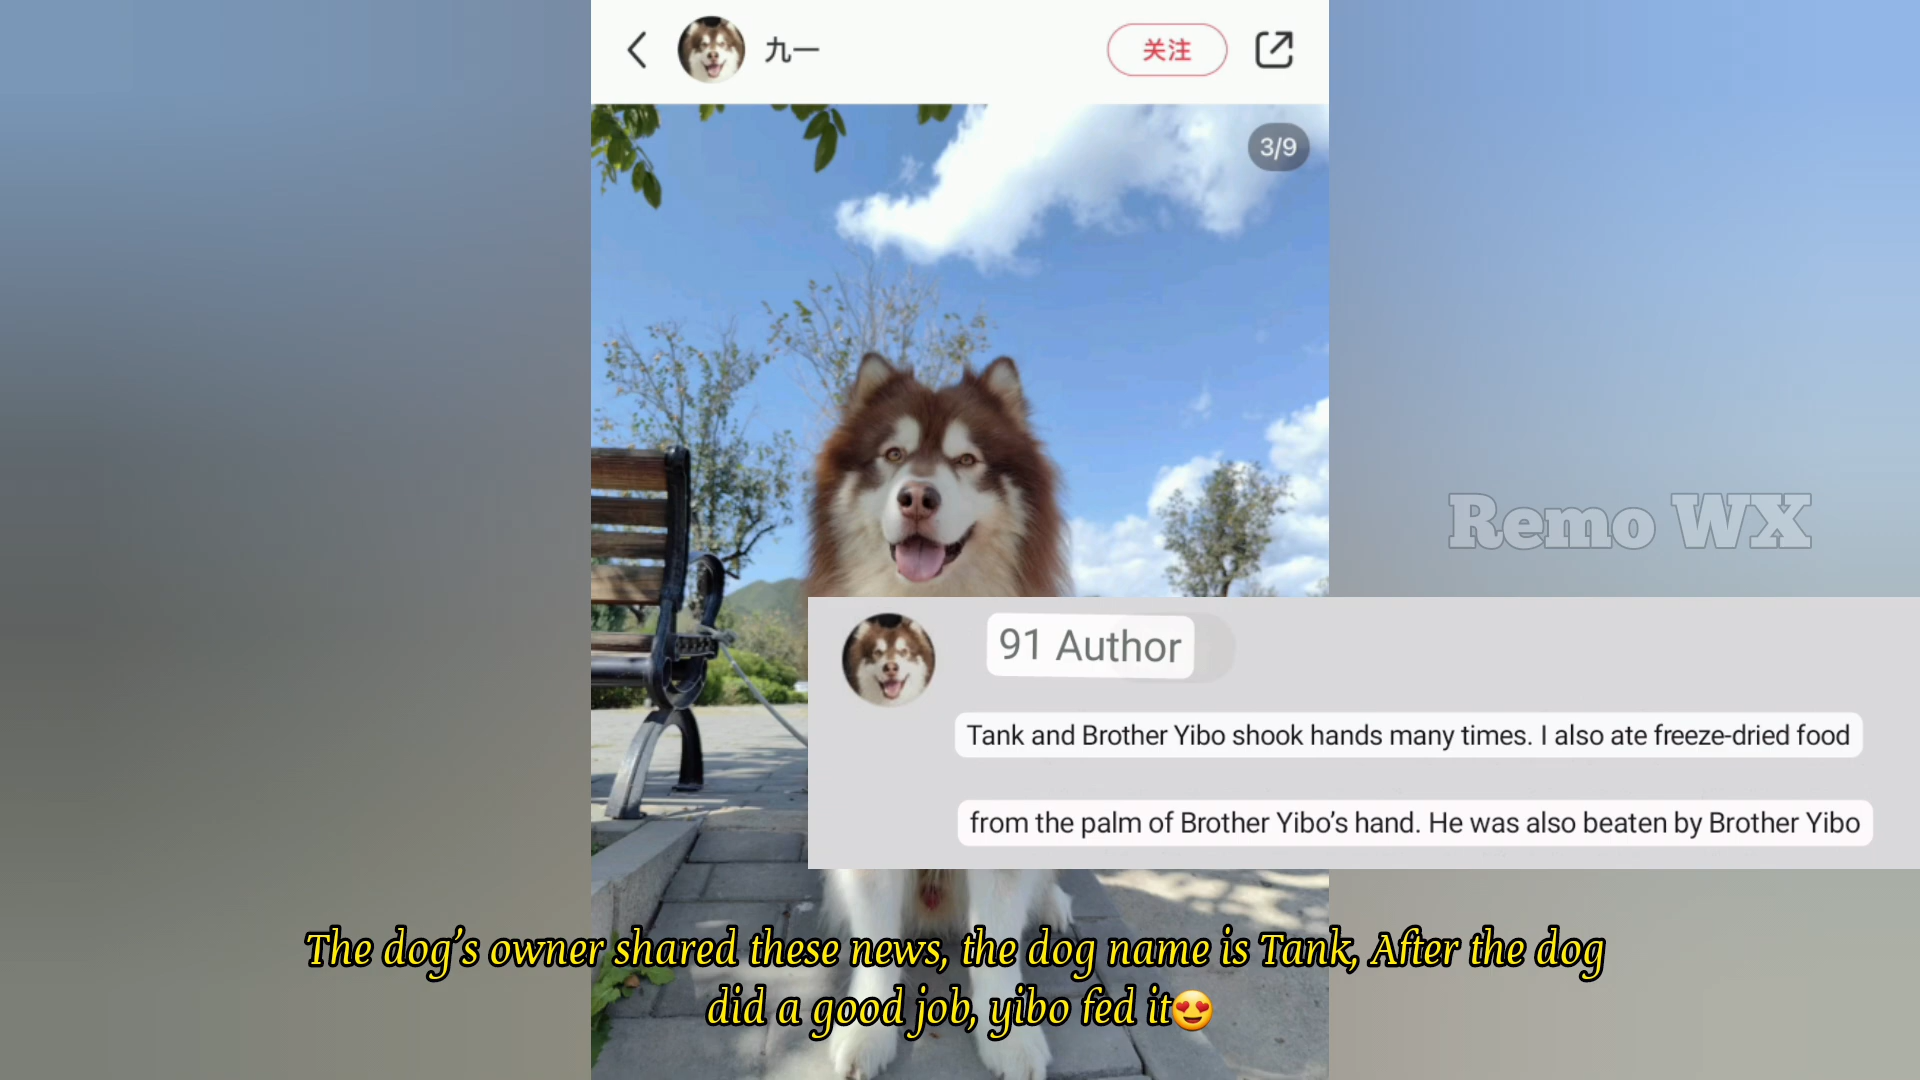 九一
关注
3/9
Remo WX
91 Author
Tank and Brother Yibo shook hands many times. I also ate freeze-dried food
from the palm of Brother Yibo’s hand. He was also beaten by Brother Yibo
The dog’s owner shared these news, the dog name is Tank, After the dog
did a good job, yibo fed it😍